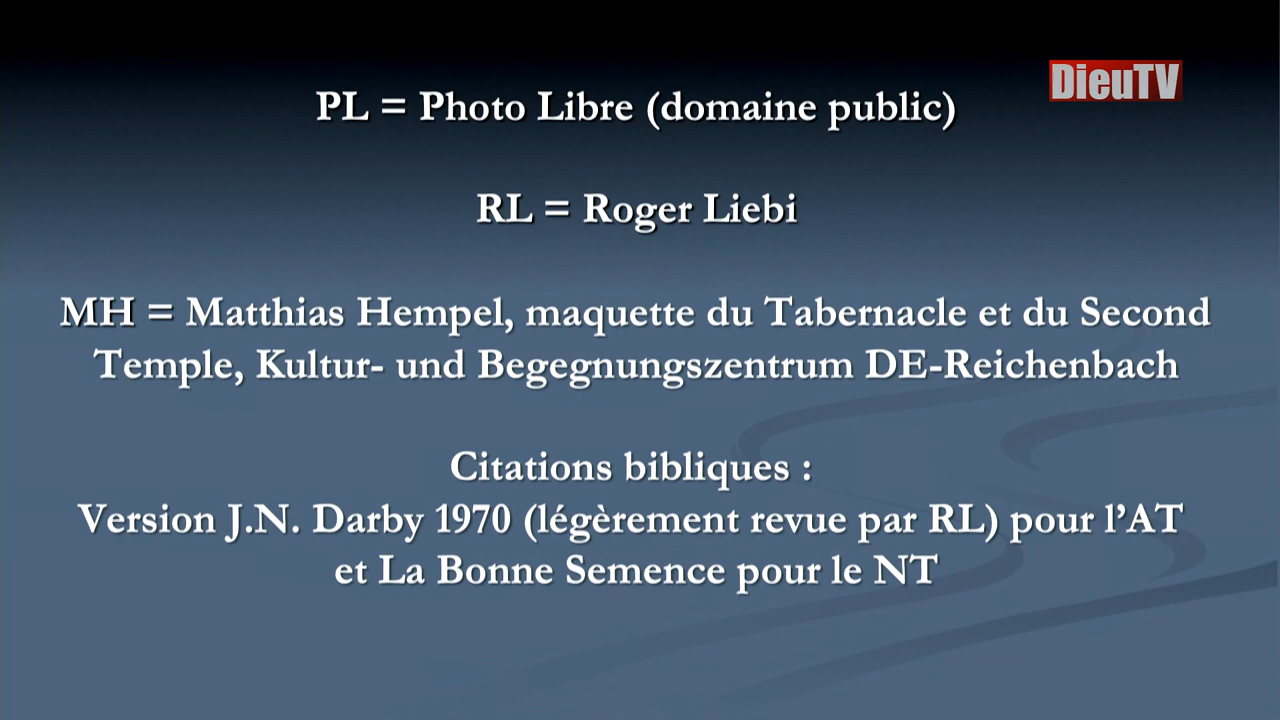 DieuTV
PL = Photo Libre (domaine public)
RL = Roger Liebi
MH = Matthias Hempel, maquette du Tabernacle et du Second
Temple, Kultur- und Begegnungszentrum DE-Reichenbach
Citations bibliques :
Version J.N. Darby 1970 (légèrement revue par RL) pour l’AT
et La Bonne Semence pour le NT